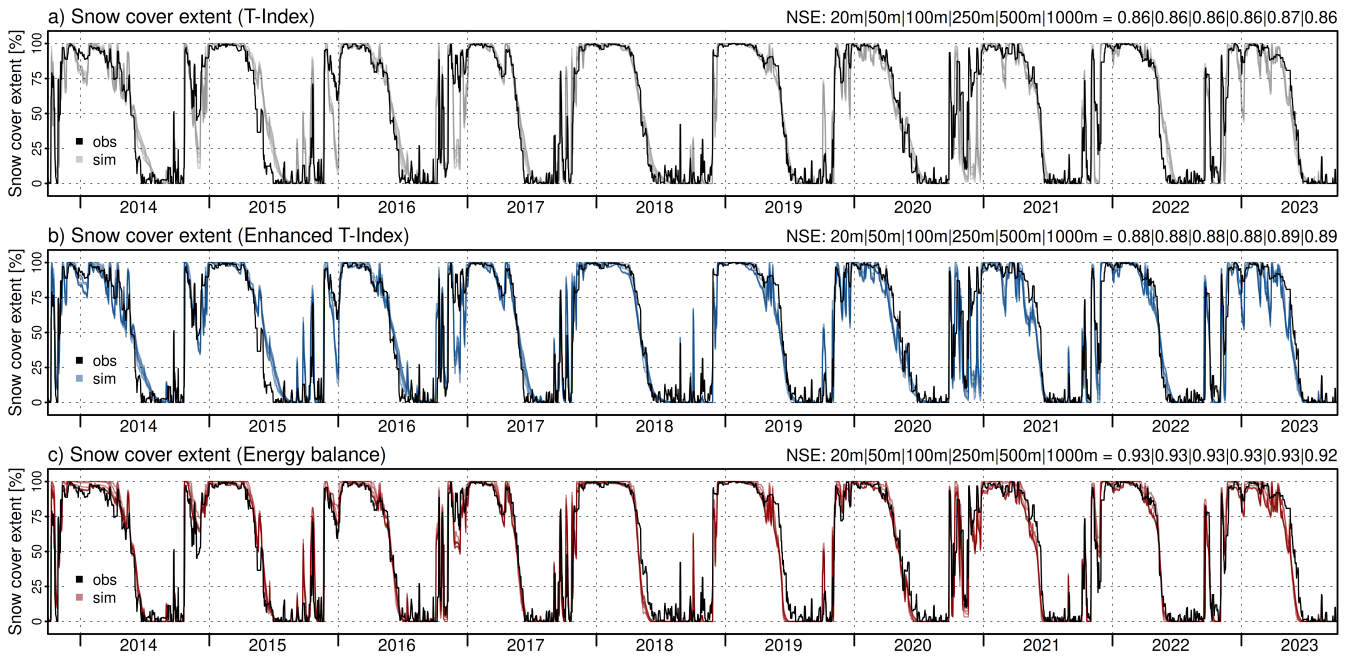 a) Snow cover extent (T-Index)
NSE: 20m|50m|100m|250m|500m|1000m = 0.86|0.86|0.86|0.86|0.87|0.86
Snow cover extent [%]
100
75
50
25
0
obs
sim
2014 2015 2016 2017 2018 2019 2020 2021 2022 2023
b) Snow cover extent (Enhanced T-Index)
NSE: 20m|50m|100m|250m|500m|1000m = 0.88|0.88|0.88|0.88|0.89|0.89
Snow cover extent [%]
100
75
50
25
0
obs
sim
2014 2015 2016 2017 2018 2019 2020 2021 2022 2023
c) Snow cover extent (Energy balance)
NSE: 20m|50m|100m|250m|500m|1000m = 0.93|0.93|0.93|0.93|0.93|0.92
Snow cover extent [%]
100
75
50
25
0
obs
sim
2014 2015 2016 2017 2018 2019 2020 2021 2022 2023